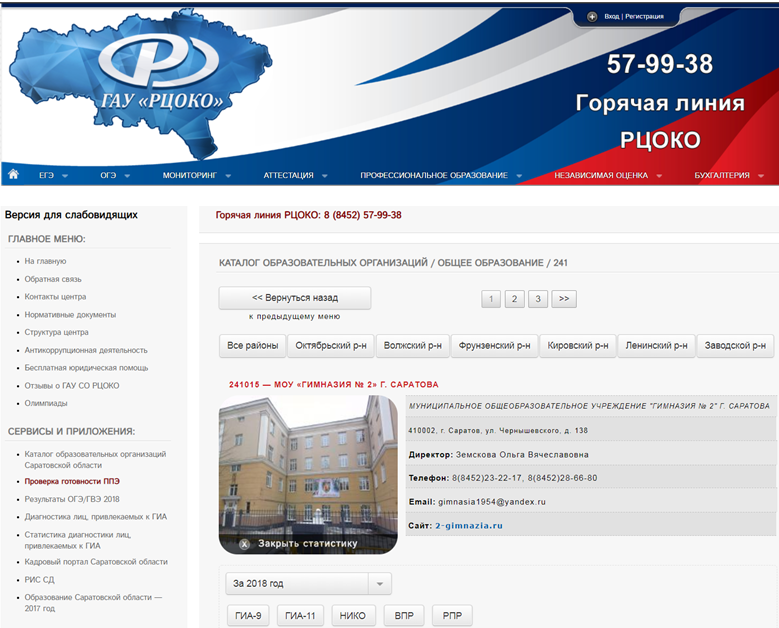 Вход | Регистрация
ГАУ «РЦОКО»
57-99-38
Горячая линия
РЦОКО
ЕГЭ ОГЭ МОНИТОРИНГ АТТЕСТАЦИЯ ПРОФЕССИОНАЛЬНОЕ ОБРАЗОВАНИЕ НЕЗАВИСИМАЯ ОЦЕНКА БУХГАЛТЕРИЯ
Версия для слабовидящих
ГЛАВНОЕ МЕНЮ:
На главную
Обратная связь
Контакты центра
Нормативные документы
Структура центра
Антикоррупционная деятельность
Бесплатная юридическая помощь
Отзывы о ГАУ СО РЦОКО
Олимпиады
СЕРВИСЫ И ПРИЛОЖЕНИЯ:
Каталог образовательных организаций
Саратовской области
Проверка готовности ППЭ
Результаты ОГЭ/ГВЭ 2018
Диагностика лиц, привлекаемых к ГИА
Статистика диагностики лиц,
привлекаемых к ГИА
Кадровый портал Саратовской области
РИС СД
Образование Саратовской области —
2017 год
Горячая линия РЦОКО: 8 (8452) 57-99-38
КАТАЛОГ ОБРАЗОВАТЕЛЬНЫХ ОРГАНИЗАЦИЙ / ОБЩЕЕ ОБРАЗОВАНИЕ / 241
<< Вернуться назад 1 2 3 >>
к предыдущему меню
Все районы Октябрьский р-н Волжский р-н Фрунзенский р-н Кировский р-н Ленинский р-н Заводской р-н
241015 — МОУ «ГИМНАЗИЯ № 2» Г. САРАТОВА
МУНИЦИПАЛЬНОЕ ОБЩЕОБРАЗОВАТЕЛЬНОЕ УЧРЕЖДЕНИЕ "ГИМНАЗИЯ № 2" Г. САРАТОВА
410002, г. Саратов, ул. Чернышевского, д. 138
Директор: Земскова Ольга Вячеславовна
Телефон: 8(8452)23-22-17, 8(8452)28-66-80
Email: gimnasia1954@yandex.ru
Сайт: 2-gimnazia.ru
X Закрыть статистику
За 2018 год
ГИА-9 ГИА-11 НИКО ВПР РПР